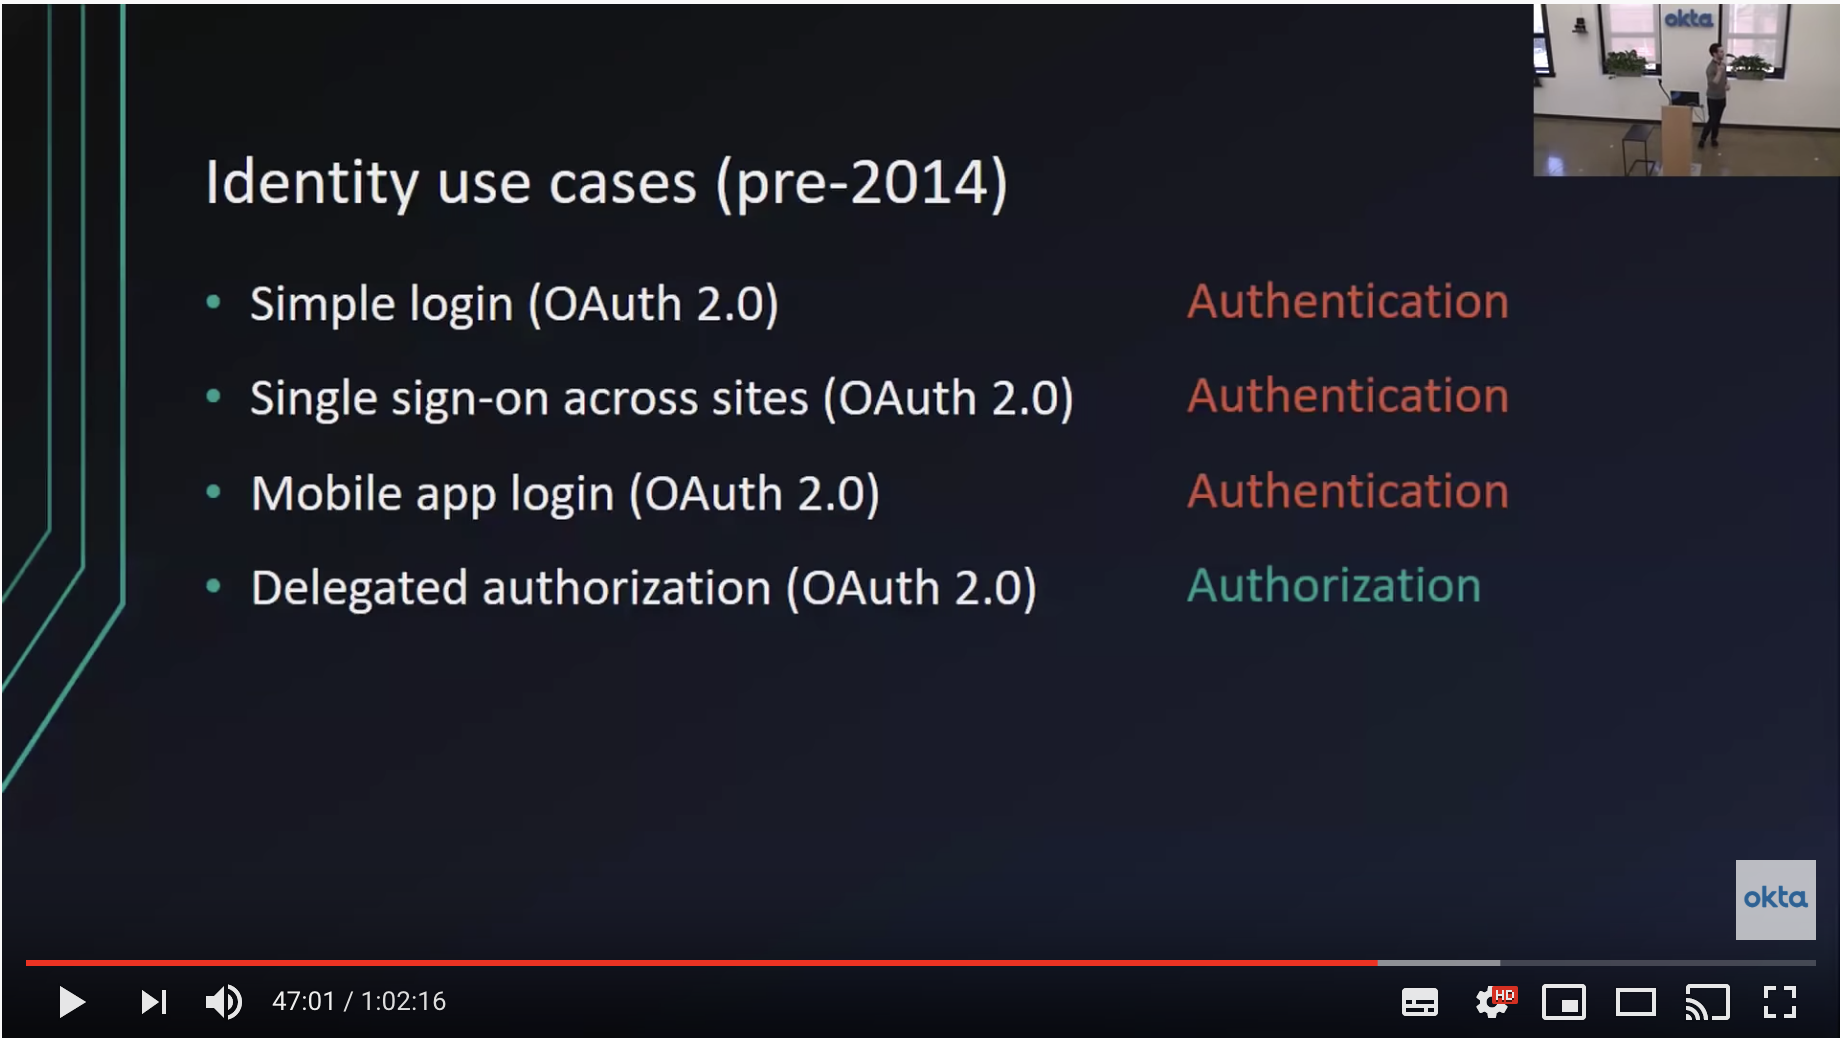 okta
Identity use cases (pre-2014)
• Simple login (OAuth 2.0) Authentication
• Single sign-on across sites (OAuth 2.0) Authentication
• Mobile app login (OAuth 2.0) Authentication
• Delegated authorization (OAuth 2.0) Authorization
okta
47:01 / 1:02:16
HD